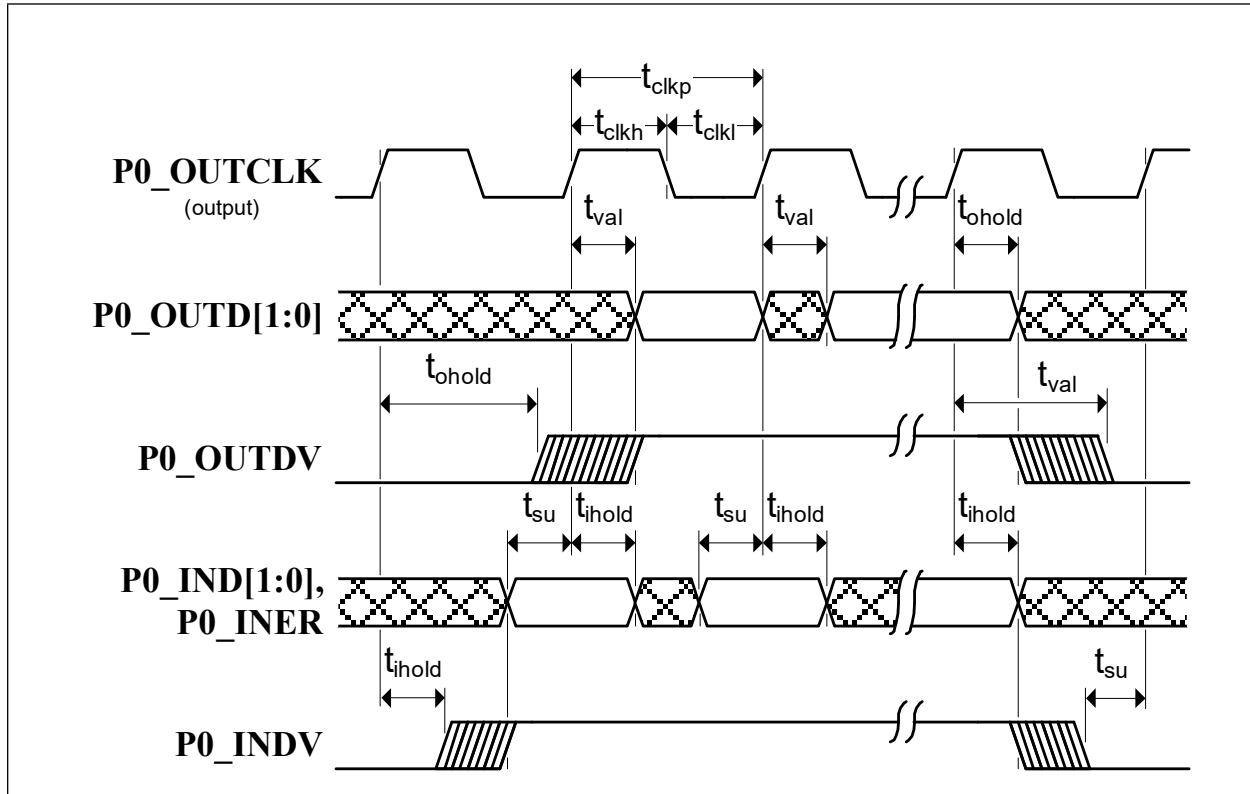 tclkp
tclkh tclkl
P0_OUTCLK
(output)
tval tval tohold
P0_OUTD[1:0]
tohold tval
P0_OUTDV
tsu tihold tsu tihold tihold
P0_IND[1:0],
P0_INER
tihold tsu
P0_INDV